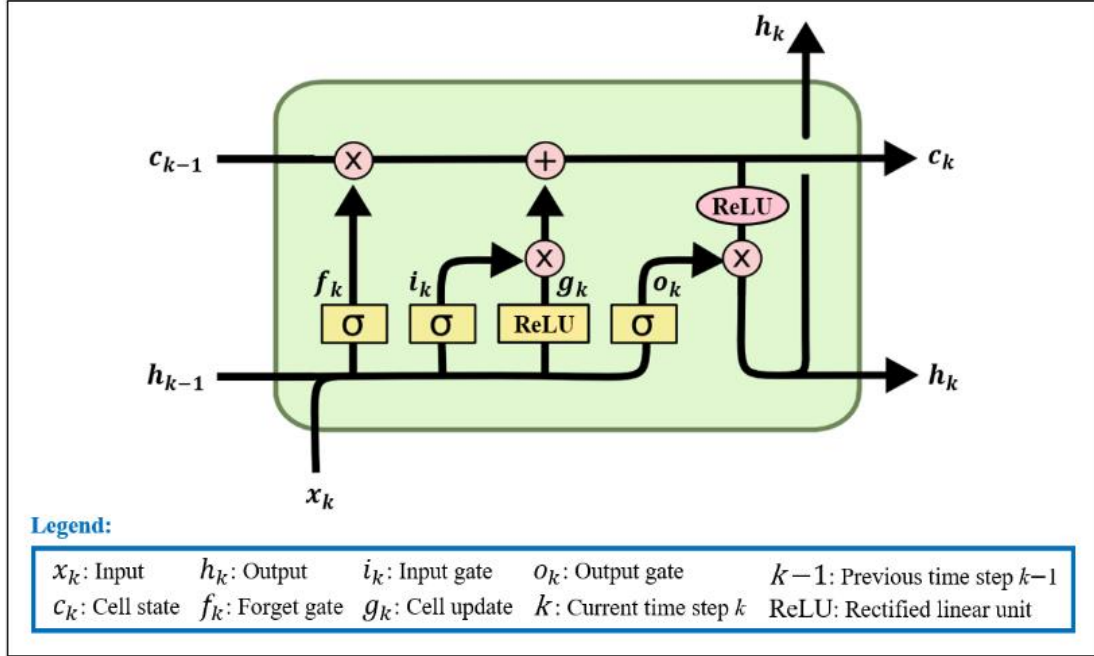 h_k
c_{k-1} × + c_k
ReLU
f_k i_k × g_k o_k ×
σ σ ReLU σ
h_{k-1} h_k
x_k
Legend:
x_k: Input h_k: Output i_k: Input gate o_k: Output gate k−1: Previous time step k−1
c_k: Cell state f_k: Forget gate g_k: Cell update k: Current time step k ReLU: Rectified linear unit